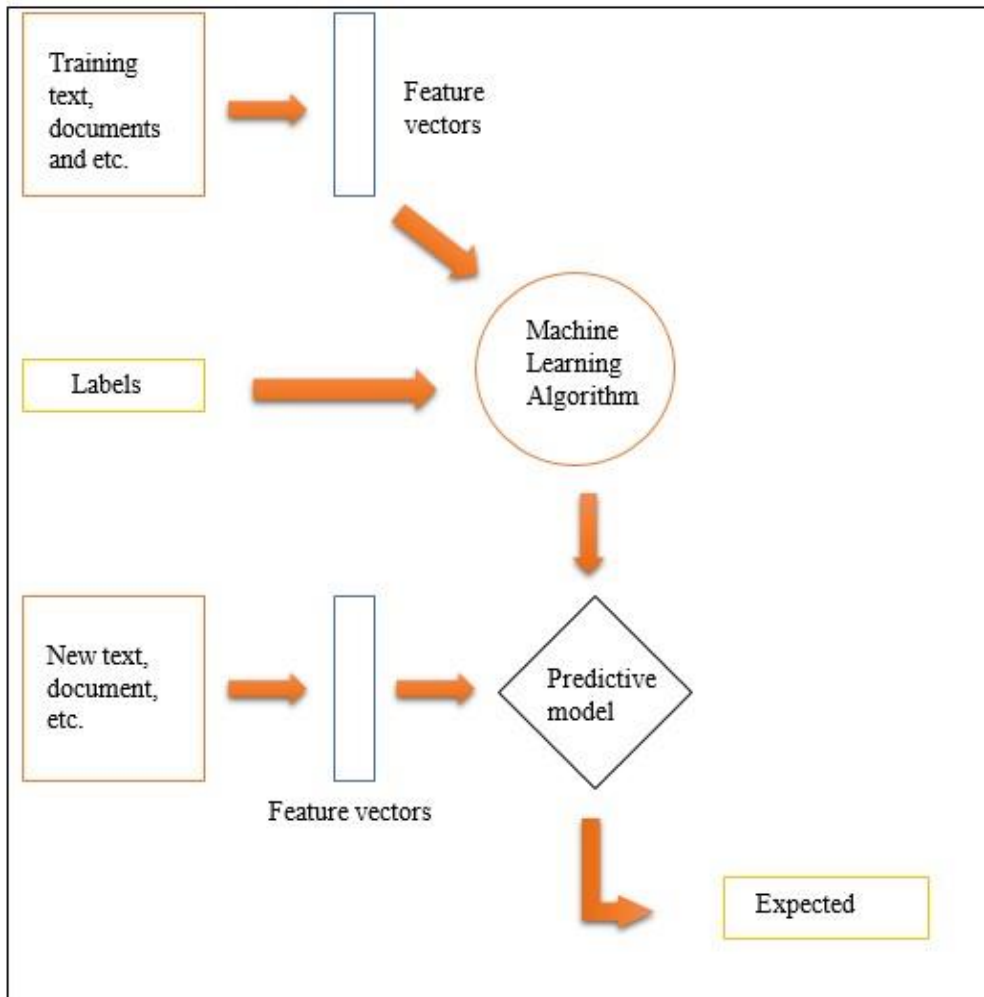 Training
text,
documents
and etc.
Feature
vectors
Machine
Learning
Algorithm
Labels
New text,
document,
etc.
Predictive
model
Feature vectors
Expected